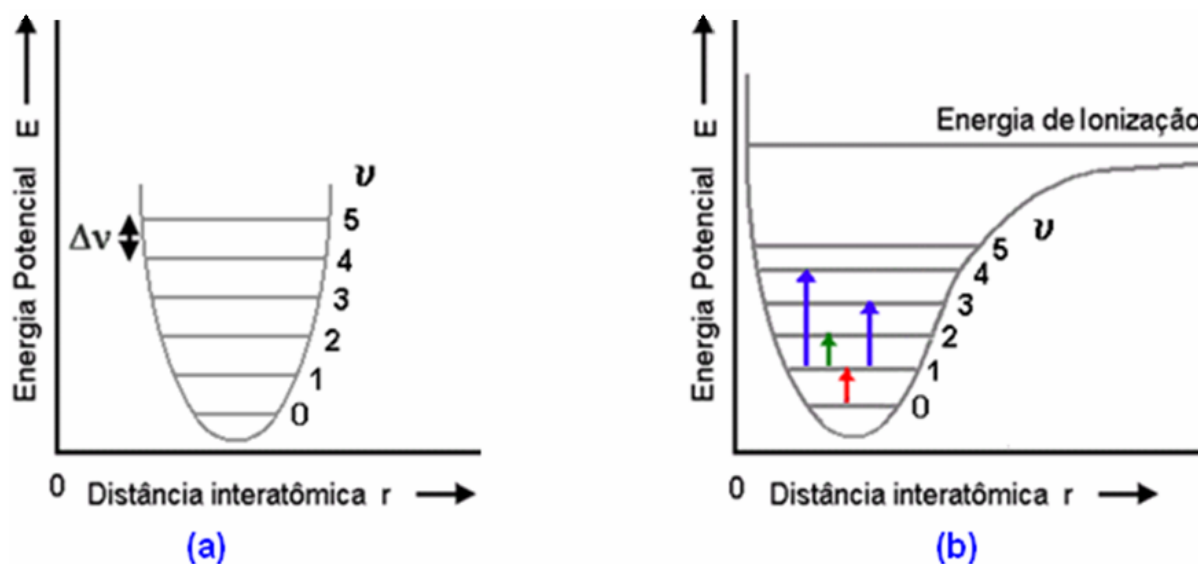 Energia Potencial E
υ
Δν
5
4
3
2
1
0
0
Distância interatômica r
(a)
Energia Potencial E
Energia de Ionização
υ
5
4
3
2
1
0
0
Distância interatômica r
(b)